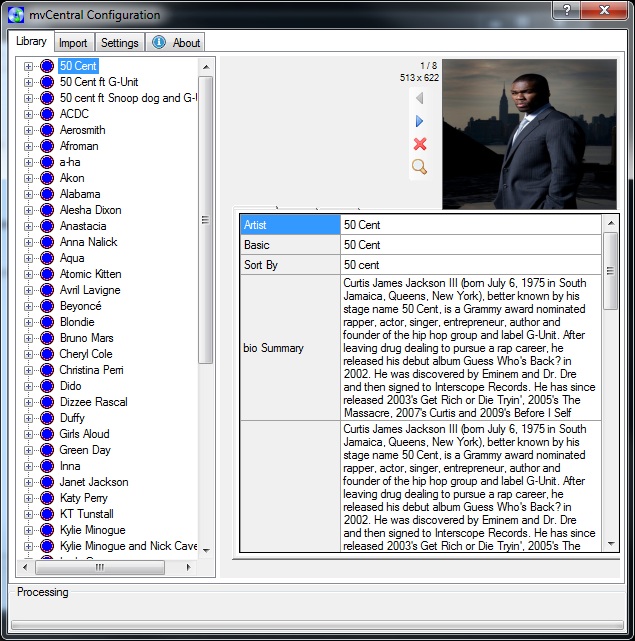 mvCentral Configuration
Library
Import
Settings
About
50 Cent
50 Cent ft G-Unit
50 cent ft Snoop dog and G-U
ACDC
Aerosmith
Afroman
a-ha
Akon
Alabama
Alesha Dixon
Anastacia
Anna Nalick
Aqua
Atomic Kitten
Avril Lavigne
Beyoncé
Blondie
Bruno Mars
Cheryl Cole
Christina Perri
Dido
Dizzee Rascal
Duffy
Girls Aloud
Green Day
Inna
Janet Jackson
Katy Perry
KT Tunstall
Kylie Minogue
Kylie Minogue and Nick Cave
1 / 8
513 x 622
Artist 50 Cent
Basic 50 Cent
Sort By 50 cent
bio Summary
Curtis James Jackson III (born July 6, 1975 in South
Jamaica, Queens, New York), better known by his
stage name 50 Cent, is a Grammy award nominated
rapper, actor, singer, entrepreneur, author and
founder of the hip hop group and label G-Unit. After
leaving drug dealing to pursue a rap career, he
released his debut album Guess Who's Back? in
2002. He was discovered by Eminem and Dr. Dre
and then signed to Interscope Records. He has since
released 2003's Get Rich or Die Tryin', 2005's The
Massacre, 2007's Curtis and 2009's Before I Self
Curtis James Jackson III (born July 6, 1975 in South
Jamaica, Queens, New York), better known by his
stage name 50 Cent, is a Grammy award nominated
rapper, actor, singer, entrepreneur, author and
founder of the hip hop group and label G-Unit. After
leaving drug dealing to pursue a rap career, he
released his debut album Guess Who's Back? in
2002. He was discovered by Eminem and Dr. Dre
and then signed to Interscope Records. He has since
released 2003's Get Rich or Die Tryin', 2005's The
Processing